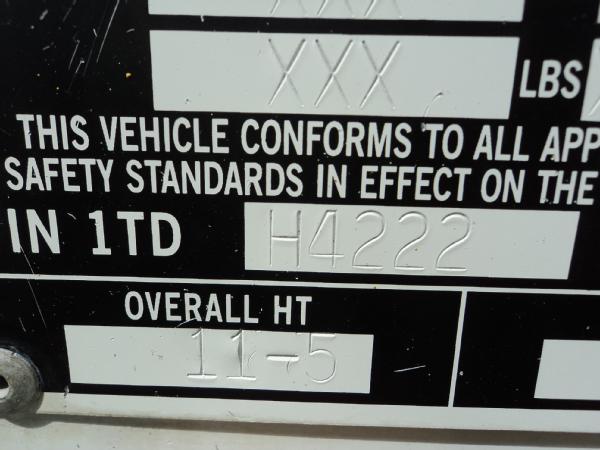 XXX
XXX LBS
THIS VEHICLE CONFORMS TO ALL APP
SAFETY STANDARDS IN EFFECT ON THE
IN 1TD H4222
OVERALL HT
11-5